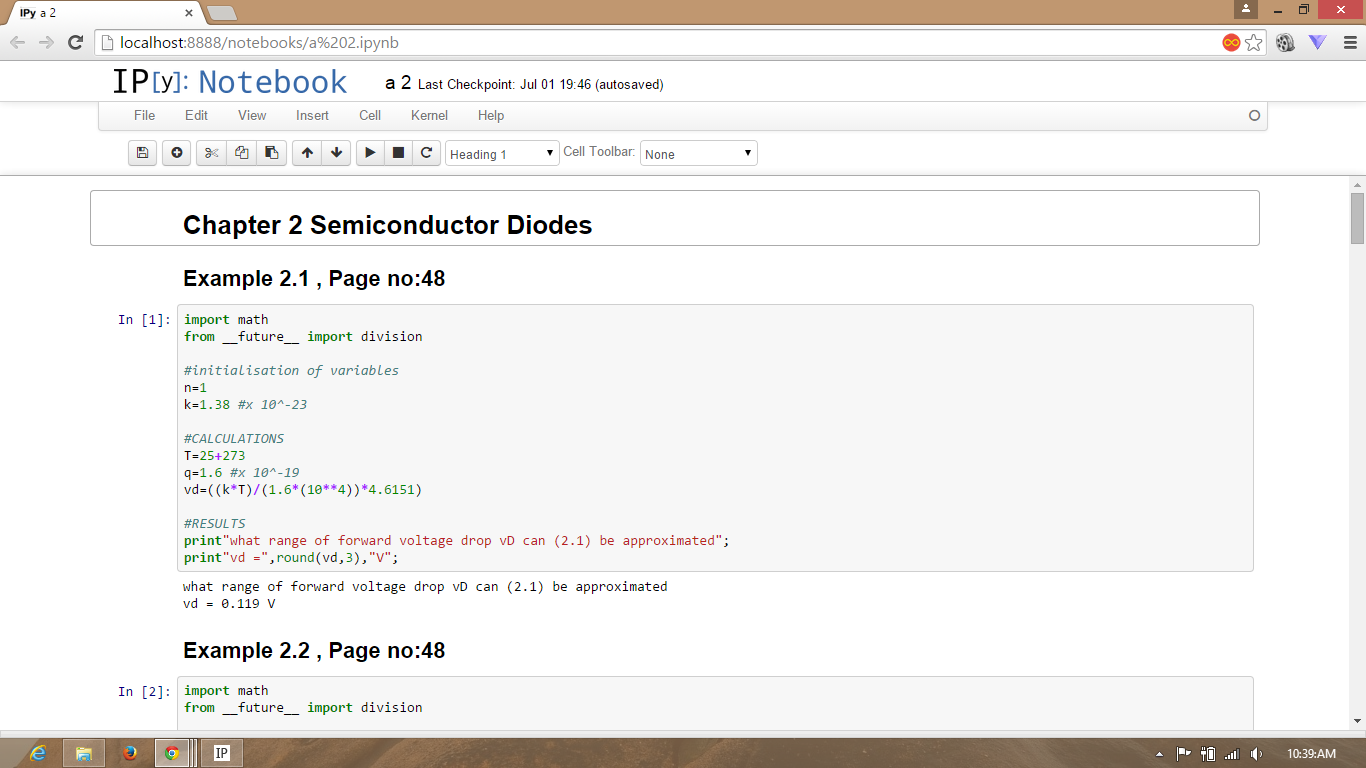 IPy a 2
localhost:8888/notebooks/a%202.ipynb
IP[y]: Notebook a 2 Last Checkpoint: Jul 01 19:46 (autosaved)
File Edit View Insert Cell Kernel Help
Heading 1 Cell Toolbar: None
Chapter 2 Semiconductor Diodes
Example 2.1 , Page no:48
In [1]: import math
from __future__ import division
#initialisation of variables
n=1
k=1.38 #x 10^-23
#CALCULATIONS
T=25+273
q=1.6 #x 10^-19
vd=((k*T)/(1.6*(10**4))*4.6151)
#RESULTS
print"what range of forward voltage drop vD can (2.1) be approximated";
print"vd =",round(vd,3),"V";
what range of forward voltage drop vD can (2.1) be approximated
vd = 0.119 V
Example 2.2 , Page no:48
In [2]: import math
from __future__ import division
IP
10:39:AM